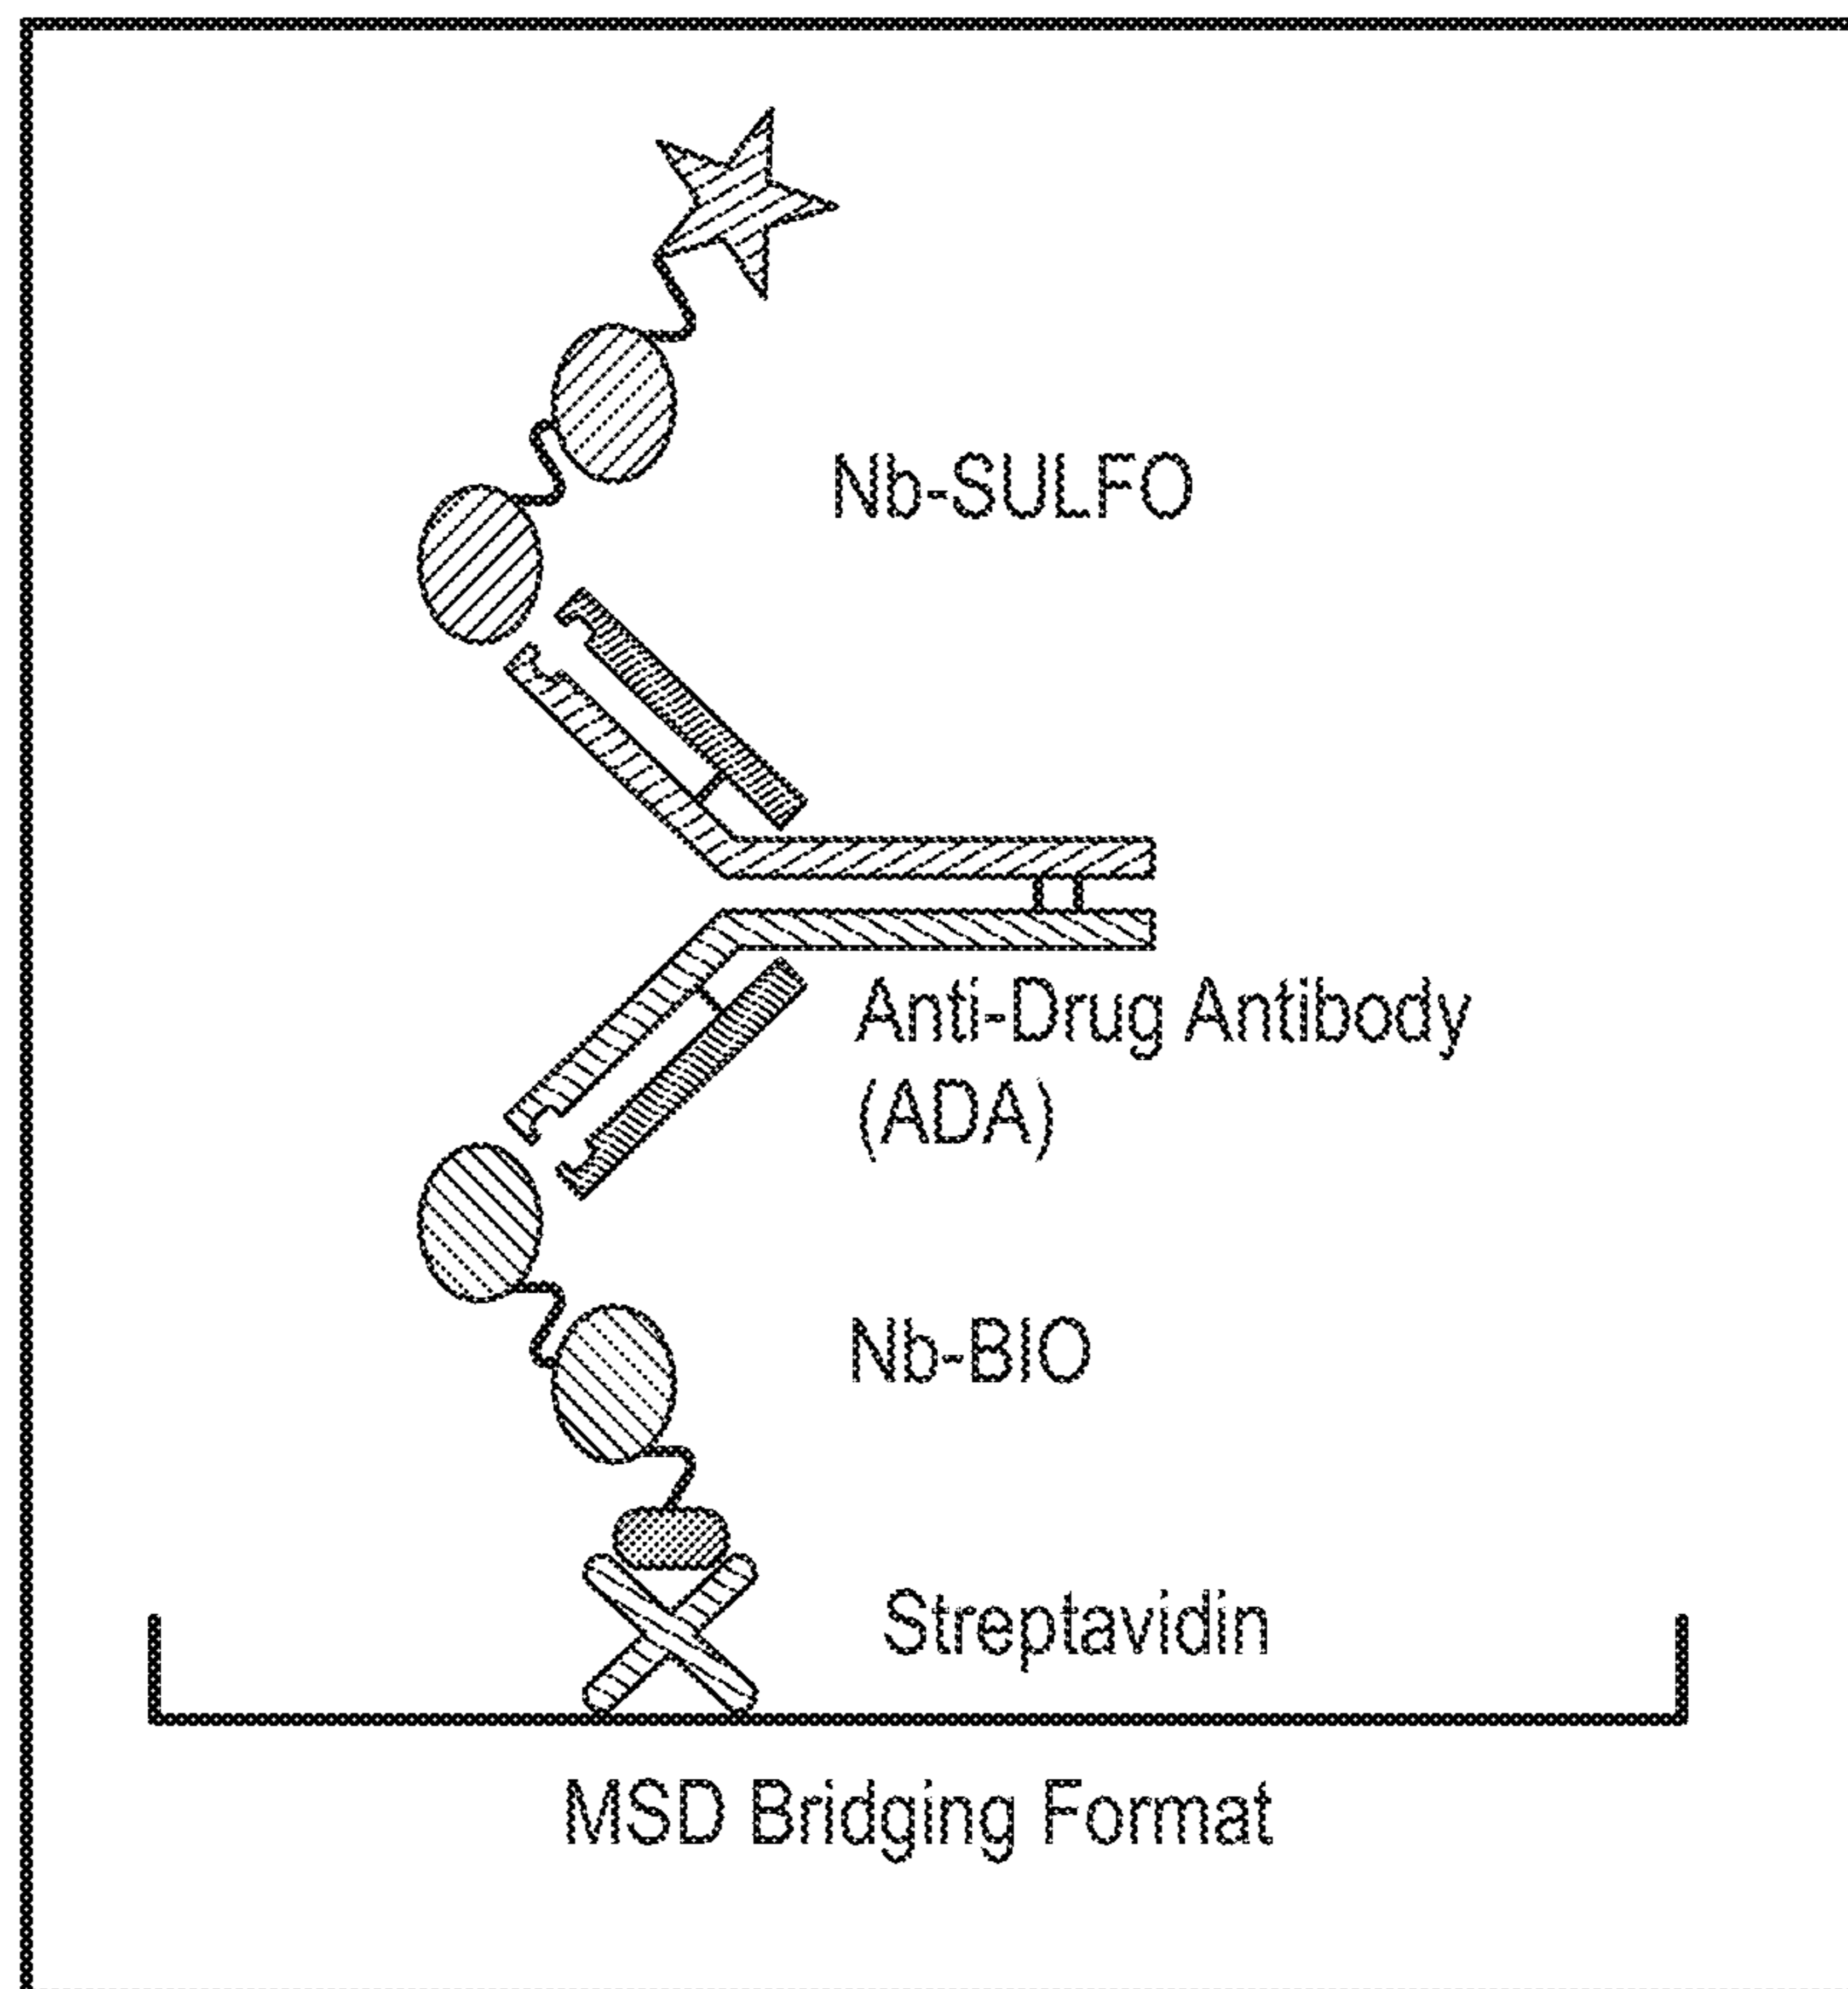 Nb-SULFO
Anti-Drug Antibody
(ADA)
Nb-BIO
Streptavidin
MSD Bridging Format